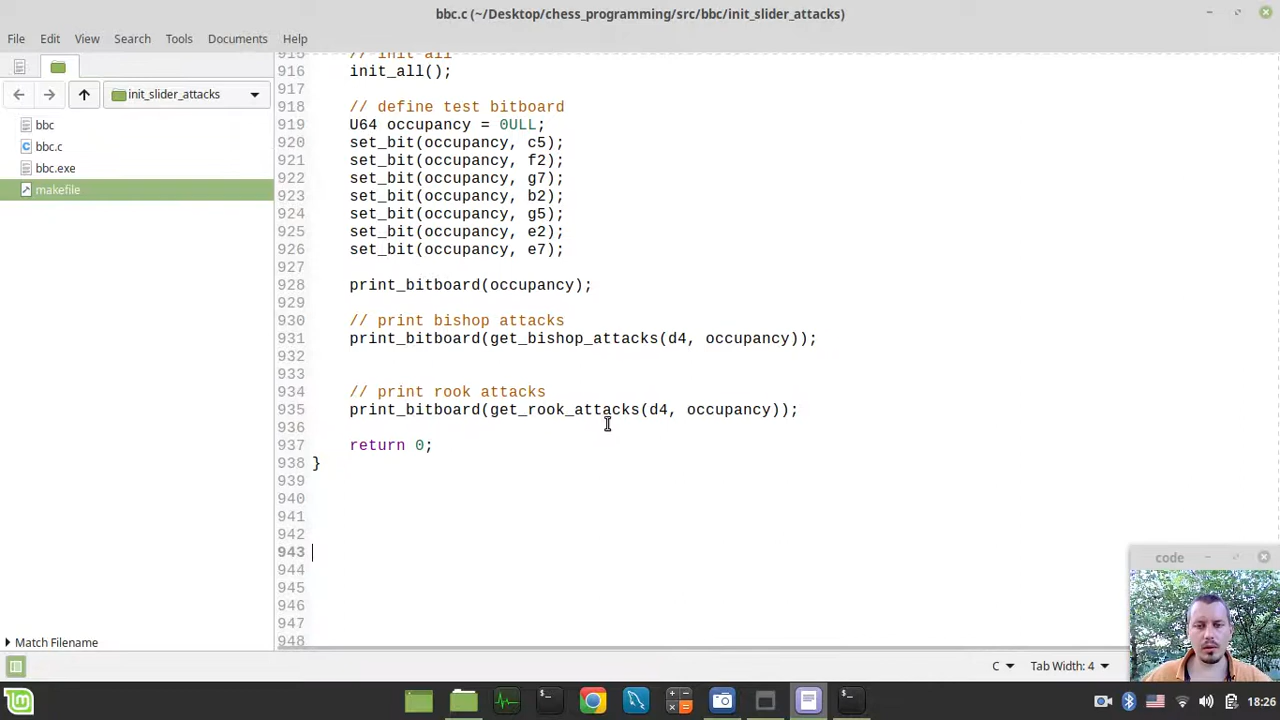 bbc.c (~/Desktop/chess_programming/src/bbc/init_slider_attacks)
File Edit View Search Tools Documents Help
init_slider_attacks
bbc
bbc.c
bbc.exe
makefile
Match Filename
915 // init all
916 init_all();
917
918 // define test bitboard
919 U64 occupancy = 0ULL;
920 set_bit(occupancy, c5);
921 set_bit(occupancy, f2);
922 set_bit(occupancy, g7);
923 set_bit(occupancy, b2);
924 set_bit(occupancy, g5);
925 set_bit(occupancy, e2);
926 set_bit(occupancy, e7);
927
928 print_bitboard(occupancy);
929
930 // print bishop attacks
931 print_bitboard(get_bishop_attacks(d4, occupancy));
932
933
934 // print rook attacks
935 print_bitboard(get_rook_attacks(d4, occupancy));
936
937 return 0;
938 }
939
940
941
942
943
944
945
946
947
948
code
C Tab Width: 4
18:26